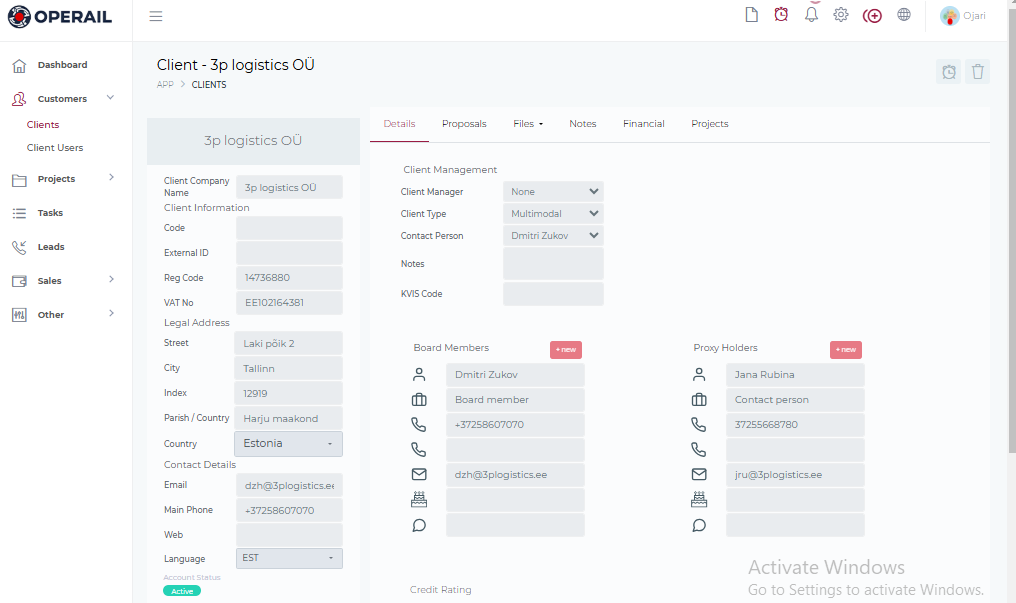 OPERAIL
Ojari
Dashboard
Customers
Clients
Client Users
Projects
Tasks
Leads
Sales
Other
Client - 3p logistics OÜ
APP > CLIENTS
3p logistics OÜ
Client Company Name
3p logistics OÜ
Client Information
Code
External ID
Reg Code 14736880
VAT No EE102164381
Legal Address
Street Laki põik 2
City Tallinn
Index 12919
Parish / Country Harju maakond
Country Estonia
Contact Details
Email dzh@3plogistics.ee
Main Phone +37258607070
Web
Language EST
Account Status
Active
Details Proposals Files Notes Financial Projects
Client Management
Client Manager None
Client Type Multimodal
Contact Person Dmitri Zukov
Notes
KVIS Code
Board Members + new
Dmitri Zukov
Board member
+37258607070
dzh@3plogistics.ee
Proxy Holders + new
Jana Rubina
Contact person
37255668780
jru@3plogistics.ee
Credit Rating
Activate Windows
Go to Settings to activate Windows.